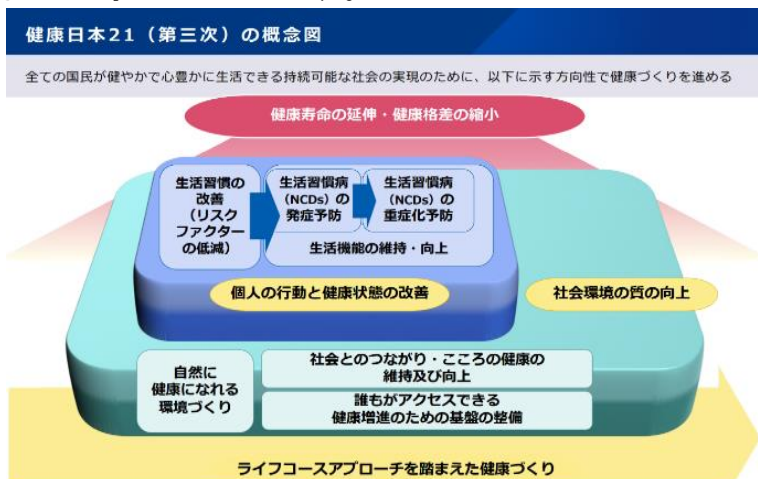 健康日本21（第三次）の概念図
全ての国民が健やかで心豊かに生活できる持続可能な社会の実現のために、以下に示す方向性で健康づくりを進める
健康寿命の延伸・健康格差の縮小
生活習慣の
改善
（リスク
ファクター
の低減）
生活習慣病
（NCDs）の
発症予防
生活習慣病
（NCDs）の
重症化予防
生活機能の維持・向上
個人の行動と健康状態の改善
社会環境の質の向上
自然に
健康になれる
環境づくり
社会とのつながり・こころの健康の
維持及び向上
誰もがアクセスできる
健康増進のための基盤の整備
ライフコースアプローチを踏まえた健康づくり